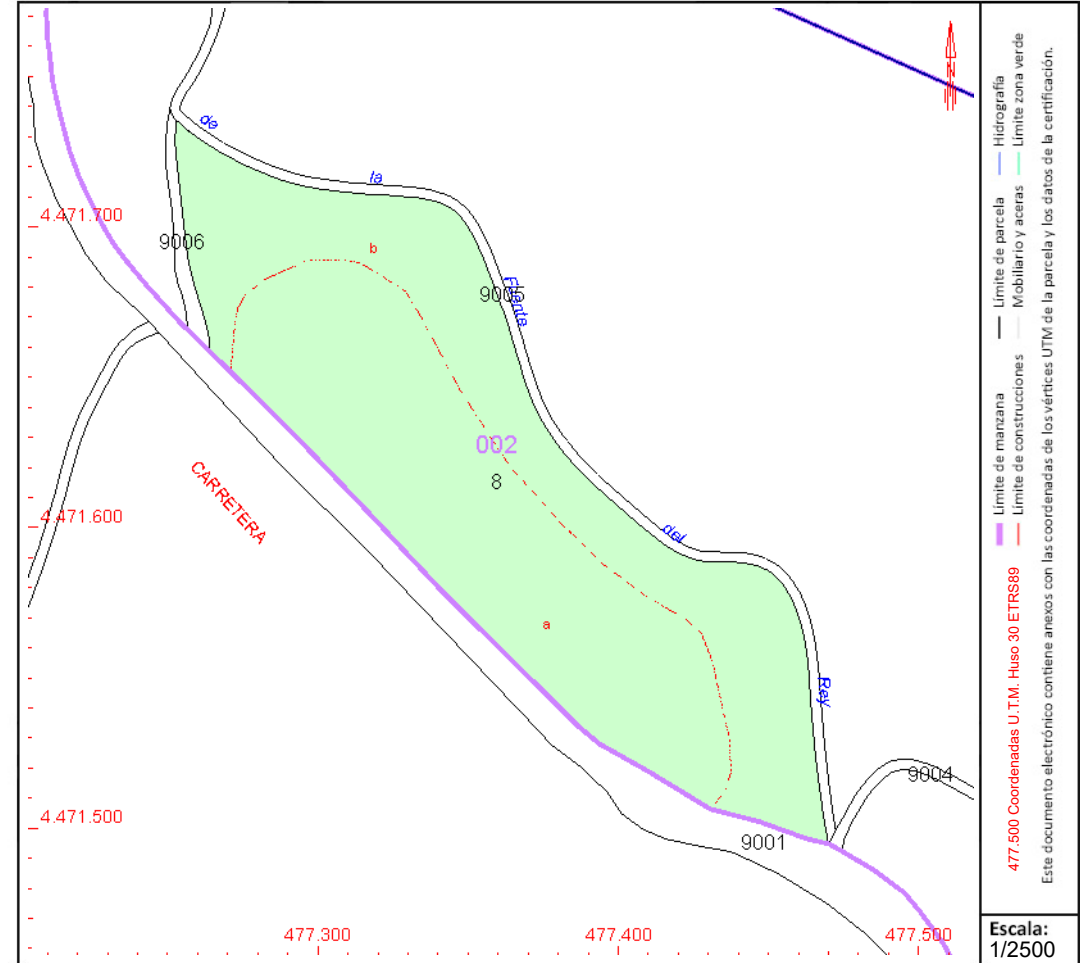 N
de
la
4.471.700
9006
b
9005
Fuente
002
8
CARRETERA
4.471.600
del
a
Rey
9004
4.471.500
9001
477.300
477.400
477.500
477.500 Coordenadas U.T.M. Huso 30 ETRS89
Límite de manzana
Límite de parcela
Hidrografía
Límite de construcciones
Mobiliario y aceras
Límite zona verde
Este documento electrónico contiene anexos con las coordenadas de los vértices UTM de la parcela y los datos de la certificación.
Escala:
1/2500